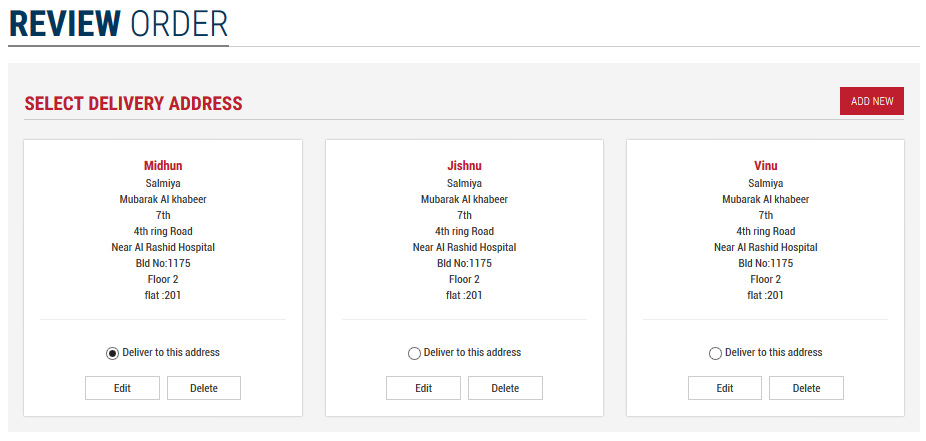 REVIEW ORDER
SELECT DELIVERY ADDRESS
ADD NEW
Midhun
Salmiya
Mubarak Al khabeer
7th
4th ring Road
Near Al Rashid Hospital
Bld No:1175
Floor 2
flat :201
Deliver to this address
Edit
Delete
Jishnu
Salmiya
Mubarak Al khabeer
7th
4th ring Road
Near Al Rashid Hospital
Bld No:1175
Floor 2
flat :201
Deliver to this address
Edit
Delete
Vinu
Salmiya
Mubarak Al khabeer
7th
4th ring Road
Near Al Rashid Hospital
Bld No:1175
Floor 2
flat :201
Deliver to this address
Edit
Delete